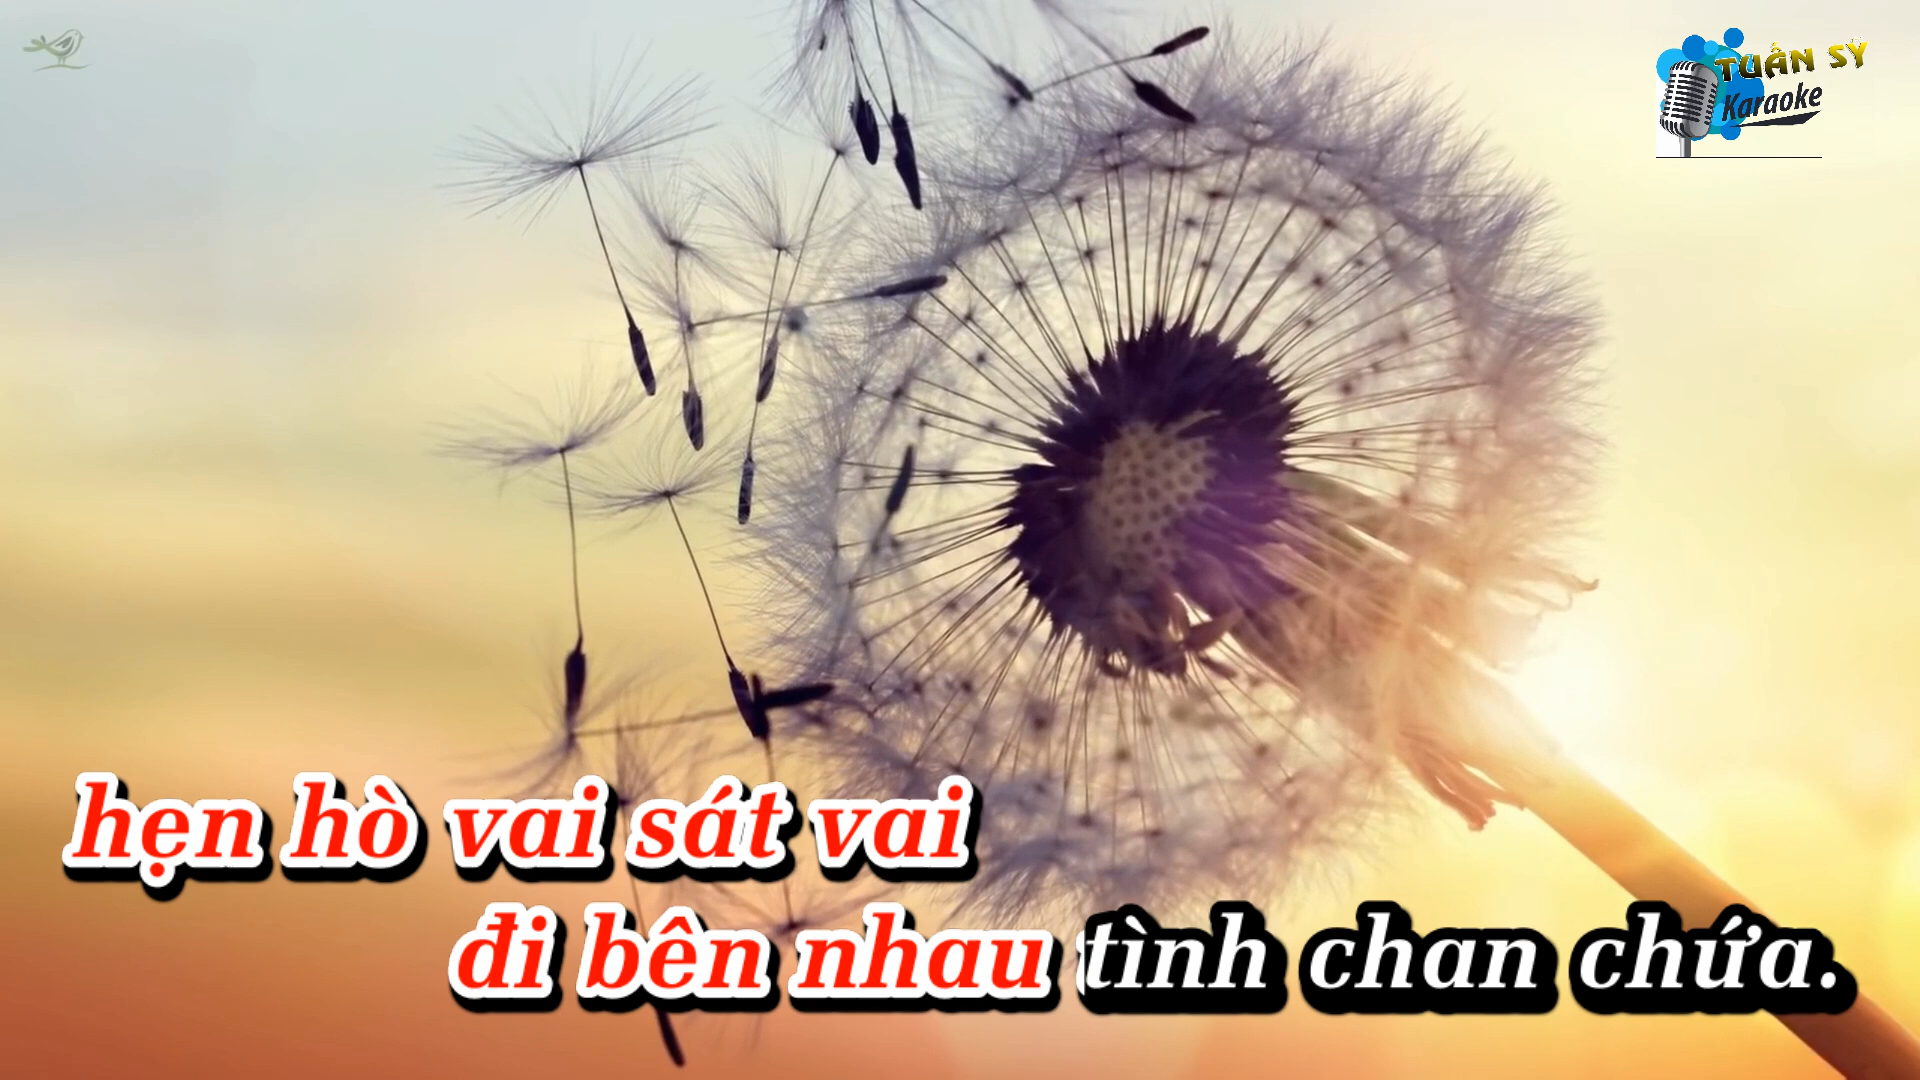 TUẤN SỸ
Karaoke
hẹn hò vai sát vai
đi bên nhau tình chan chứa.